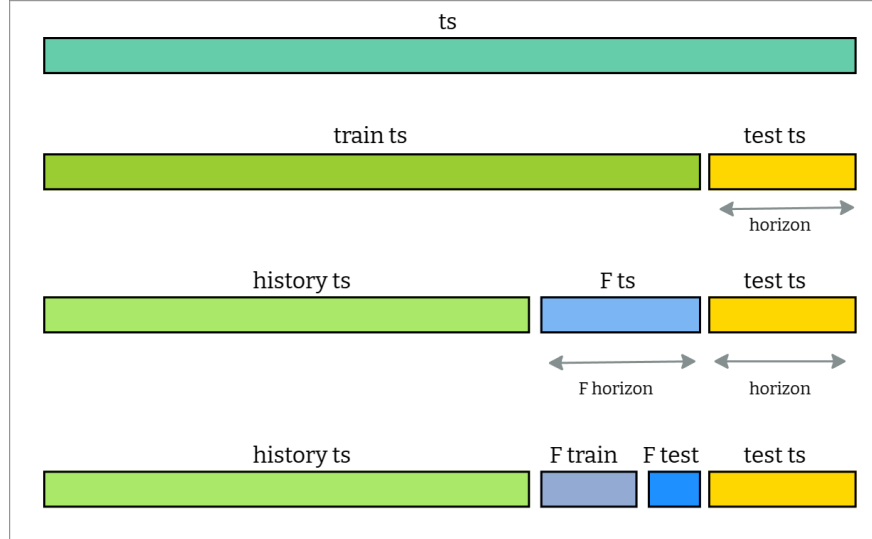 ts
train ts test ts
horizon
history ts F ts test ts
F horizon horizon
history ts F train F test test ts